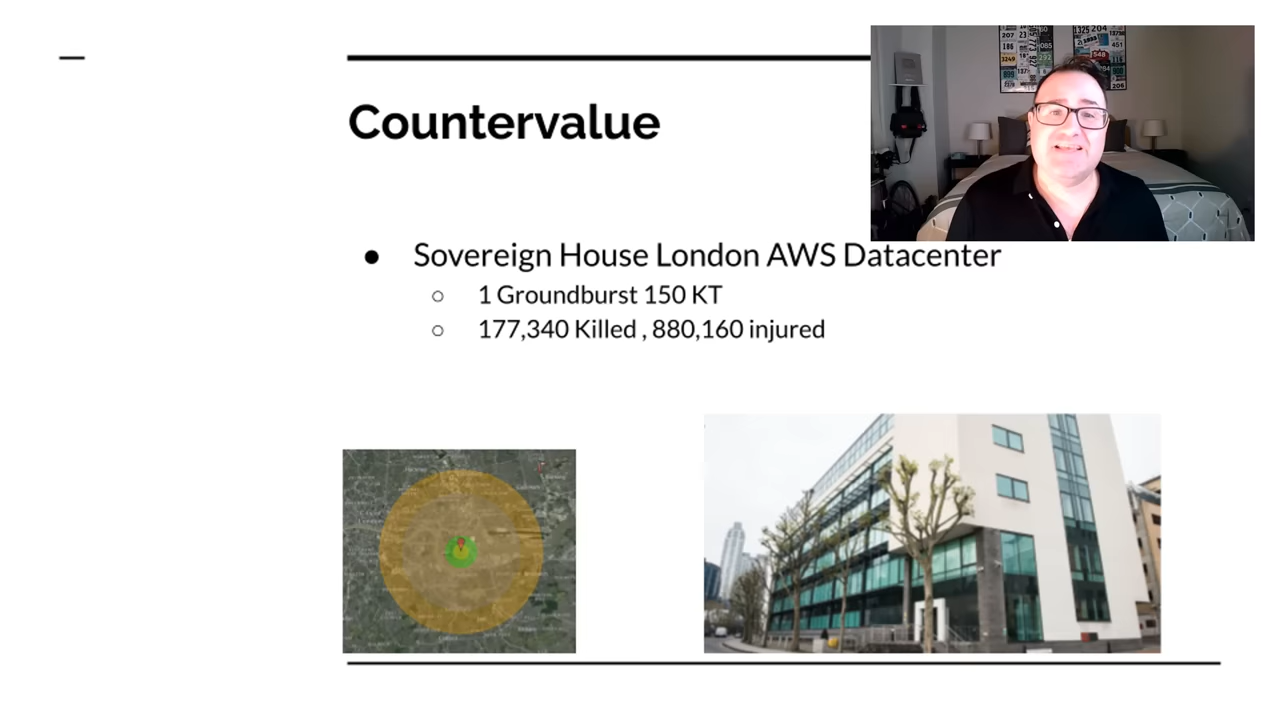 Countervalue
Sovereign House London AWS Datacenter
1 Groundburst 150 KT
177,340 Killed , 880,160 injured